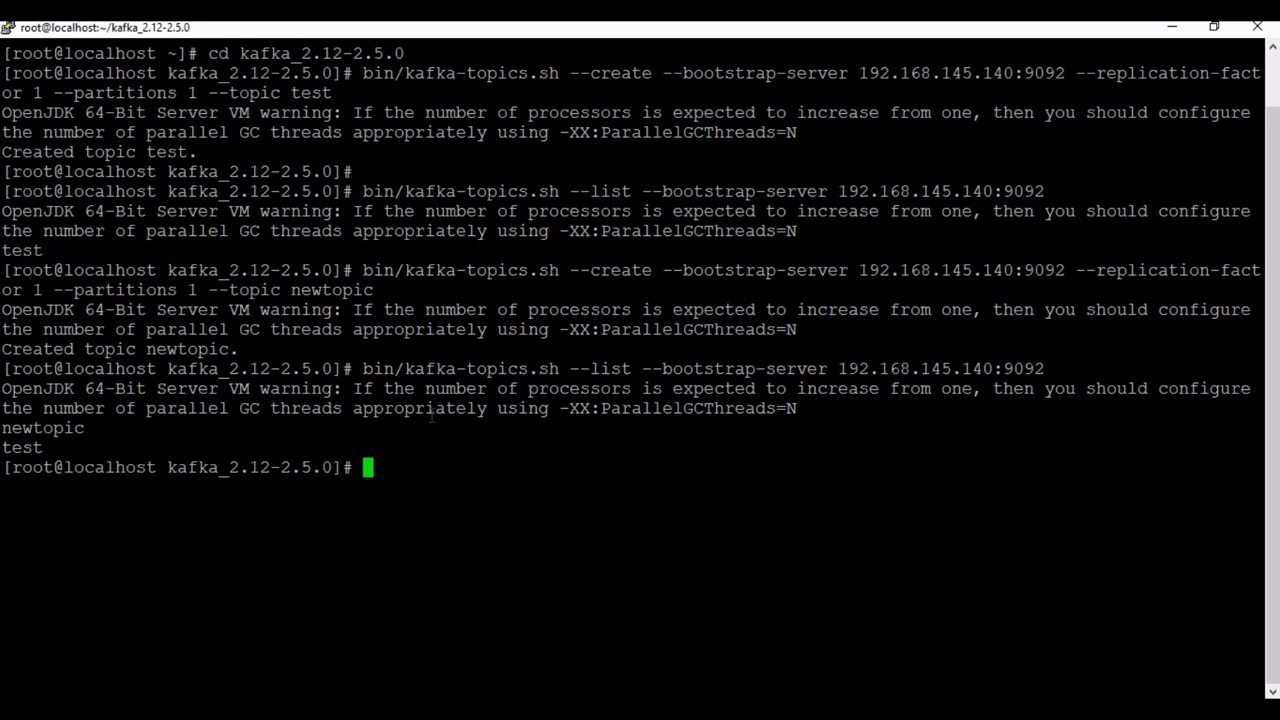 root@localhost:~/kafka_2.12-2.5.0
[root@localhost ~]# cd kafka_2.12-2.5.0
[root@localhost kafka_2.12-2.5.0]# bin/kafka-topics.sh --create --bootstrap-server 192.168.145.140:9092 --replication-fact
or 1 --partitions 1 --topic test
OpenJDK 64-Bit Server VM warning: If the number of processors is expected to increase from one, then you should configure
the number of parallel GC threads appropriately using -XX:ParallelGCThreads=N
Created topic test.
[root@localhost kafka_2.12-2.5.0]#
[root@localhost kafka_2.12-2.5.0]# bin/kafka-topics.sh --list --bootstrap-server 192.168.145.140:9092
OpenJDK 64-Bit Server VM warning: If the number of processors is expected to increase from one, then you should configure
the number of parallel GC threads appropriately using -XX:ParallelGCThreads=N
test
[root@localhost kafka_2.12-2.5.0]# bin/kafka-topics.sh --create --bootstrap-server 192.168.145.140:9092 --replication-fact
or 1 --partitions 1 --topic newtopic
OpenJDK 64-Bit Server VM warning: If the number of processors is expected to increase from one, then you should configure
the number of parallel GC threads appropriately using -XX:ParallelGCThreads=N
Created topic newtopic.
[root@localhost kafka_2.12-2.5.0]# bin/kafka-topics.sh --list --bootstrap-server 192.168.145.140:9092
OpenJDK 64-Bit Server VM warning: If the number of processors is expected to increase from one, then you should configure
the number of parallel GC threads appropriately using -XX:ParallelGCThreads=N
newtopic
test
[root@localhost kafka_2.12-2.5.0]#